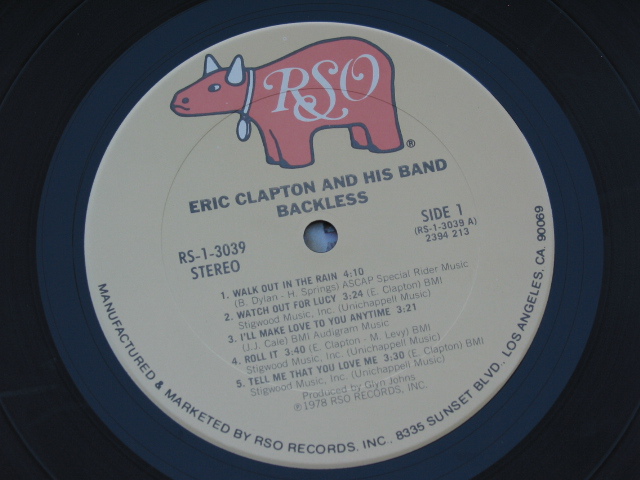 RSO
®
ERIC CLAPTON AND HIS BAND
BACKLESS
RS-1-3039
STEREO
SIDE 1
(RS-1-3039 A)
2394 213
1. WALK OUT IN THE RAIN 4:10
(B. Dylan - H. Springs) ASCAP Special Rider Music
2. WATCH OUT FOR LUCY 3:24 (E. Clapton) BMI
Stigwood Music, Inc. (Unichappell Music)
3. I'LL MAKE LOVE TO YOU ANYTIME 3:21
(J.J. Cale) BMI Audigram Music
4. ROLL IT 3:40 (E. Clapton - M. Levy) BMI
Stigwood Music, Inc. (Unichappell Music)
5. TELL ME THAT YOU LOVE ME 3:30 (E. Clapton) BMI
Stigwood Music, Inc. (Unichappell Music)
Produced by Glyn Johns
℗1978 RSO RECORDS, INC.
MANUFACTURED & MARKETED BY RSO RECORDS, INC., 8335 SUNSET BLVD., LOS ANGELES, CA. 90069